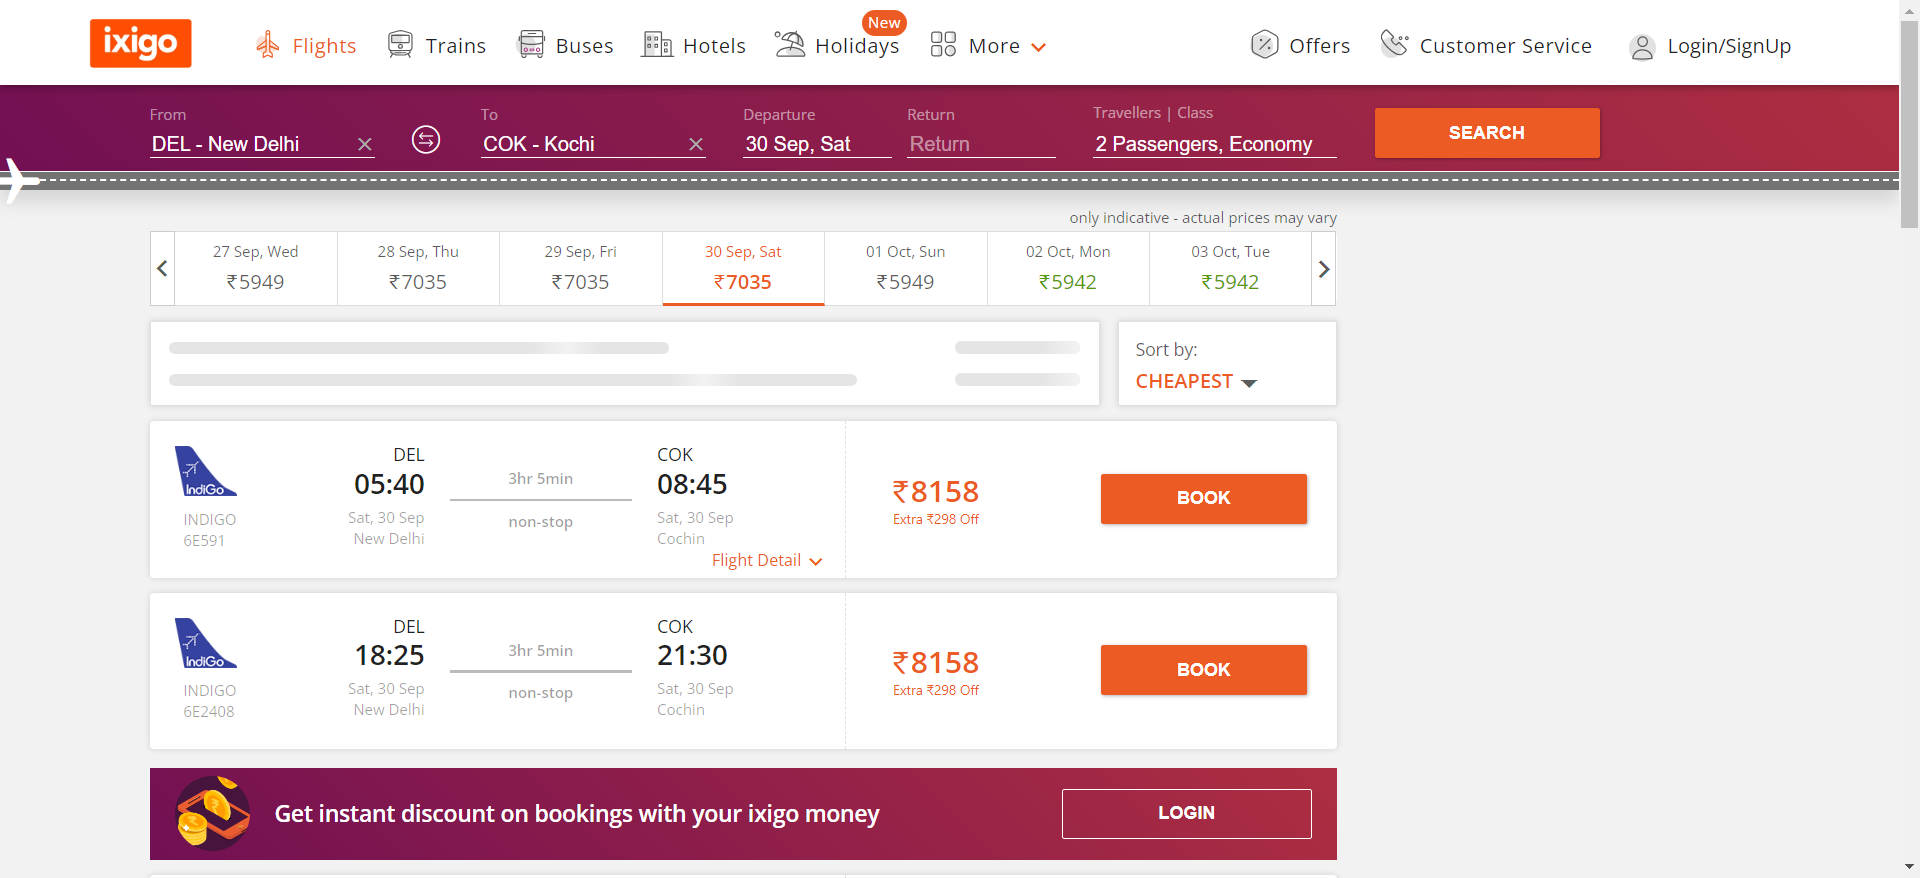 ixigo
Flights
Trains
Buses
Hotels
Holidays
New
More
Offers
Customer Service
Login/SignUp
From
DEL - New Delhi
To
COK - Kochi
Departure
30 Sep, Sat
Return
Return
Travellers | Class
2 Passengers, Economy
SEARCH
only indicative - actual prices may vary
27 Sep, Wed
₹5949
28 Sep, Thu
₹7035
29 Sep, Fri
₹7035
30 Sep, Sat
₹7035
01 Oct, Sun
₹5949
02 Oct, Mon
₹5942
03 Oct, Tue
₹5942
Sort by:
CHEAPEST
IndiGo
INDIGO
6E591
DEL
05:40
Sat, 30 Sep
New Delhi
3hr 5min
non-stop
COK
08:45
Sat, 30 Sep
Cochin
Flight Detail
₹8158
Extra ₹298 Off
BOOK
IndiGo
INDIGO
6E2408
DEL
18:25
Sat, 30 Sep
New Delhi
3hr 5min
non-stop
COK
21:30
Sat, 30 Sep
Cochin
₹8158
Extra ₹298 Off
BOOK
Get instant discount on bookings with your ixigo money
LOGIN